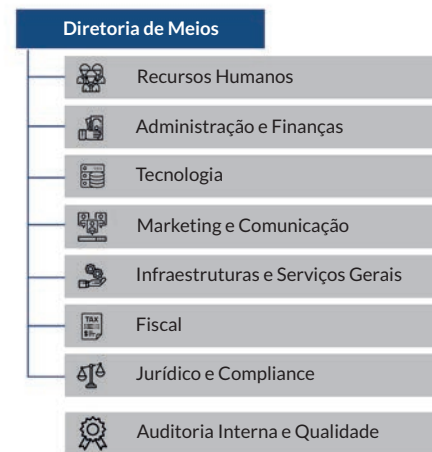 Diretoria de Meios
Recursos Humanos
Administração e Finanças
Tecnologia
Marketing e Comunicação
Infraestruturas e Serviços Gerais
TAX
Fiscal
Jurídico e Compliance
Auditoria Interna e Qualidade